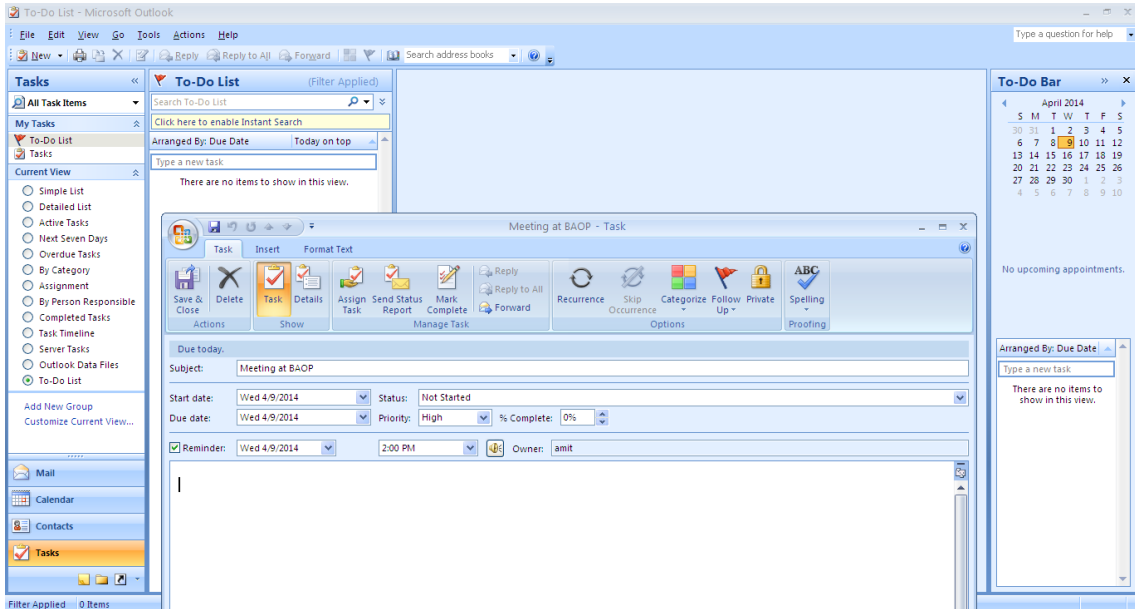 To-Do List - Microsoft Outlook
File Edit View Go Tools Actions Help
Type a question for help
New Reply Reply to All Forward Search address books
Tasks
All Task Items
My Tasks
To-Do List
Tasks
Current View
Simple List
Detailed List
Active Tasks
Next Seven Days
Overdue Tasks
By Category
Assignment
By Person Responsible
Completed Tasks
Task Timeline
Server Tasks
Outlook Data Files
To-Do List
Add New Group
Customize Current View...
Mail
Calendar
Contacts
Tasks
Filter Applied 0 Items
To-Do List (Filter Applied)
Search To-Do List
Click here to enable Instant Search
Arranged By: Due Date Today on top
Type a new task
There are no items to show in this view.
Meeting at BAOP - Task
Task Insert Format Text
Save & Close
Delete
Actions
Task
Details
Show
Assign Task
Send Status Report
Mark Complete
Reply
Reply to All
Forward
Manage Task
Recurrence
Skip Occurrence
Categorize
Follow Up
Private
Options
ABC
Spelling
Proofing
Due today.
Subject: Meeting at BAOP
Start date: Wed 4/9/2014 Status: Not Started
Due date: Wed 4/9/2014 Priority: High % Complete: 0%
Reminder: Wed 4/9/2014 2:00 PM Owner: amit
To-Do Bar
April 2014
S M T W T F S
30 31 1 2 3 4 5
6 7 8 9 10 11 12
13 14 15 16 17 18 19
20 21 22 23 24 25 26
27 28 29 30 1 2 3
4 5 6 7 8 9 10
No upcoming appointments.
Arranged By: Due Date
Type a new task
There are no items to
show in this view.